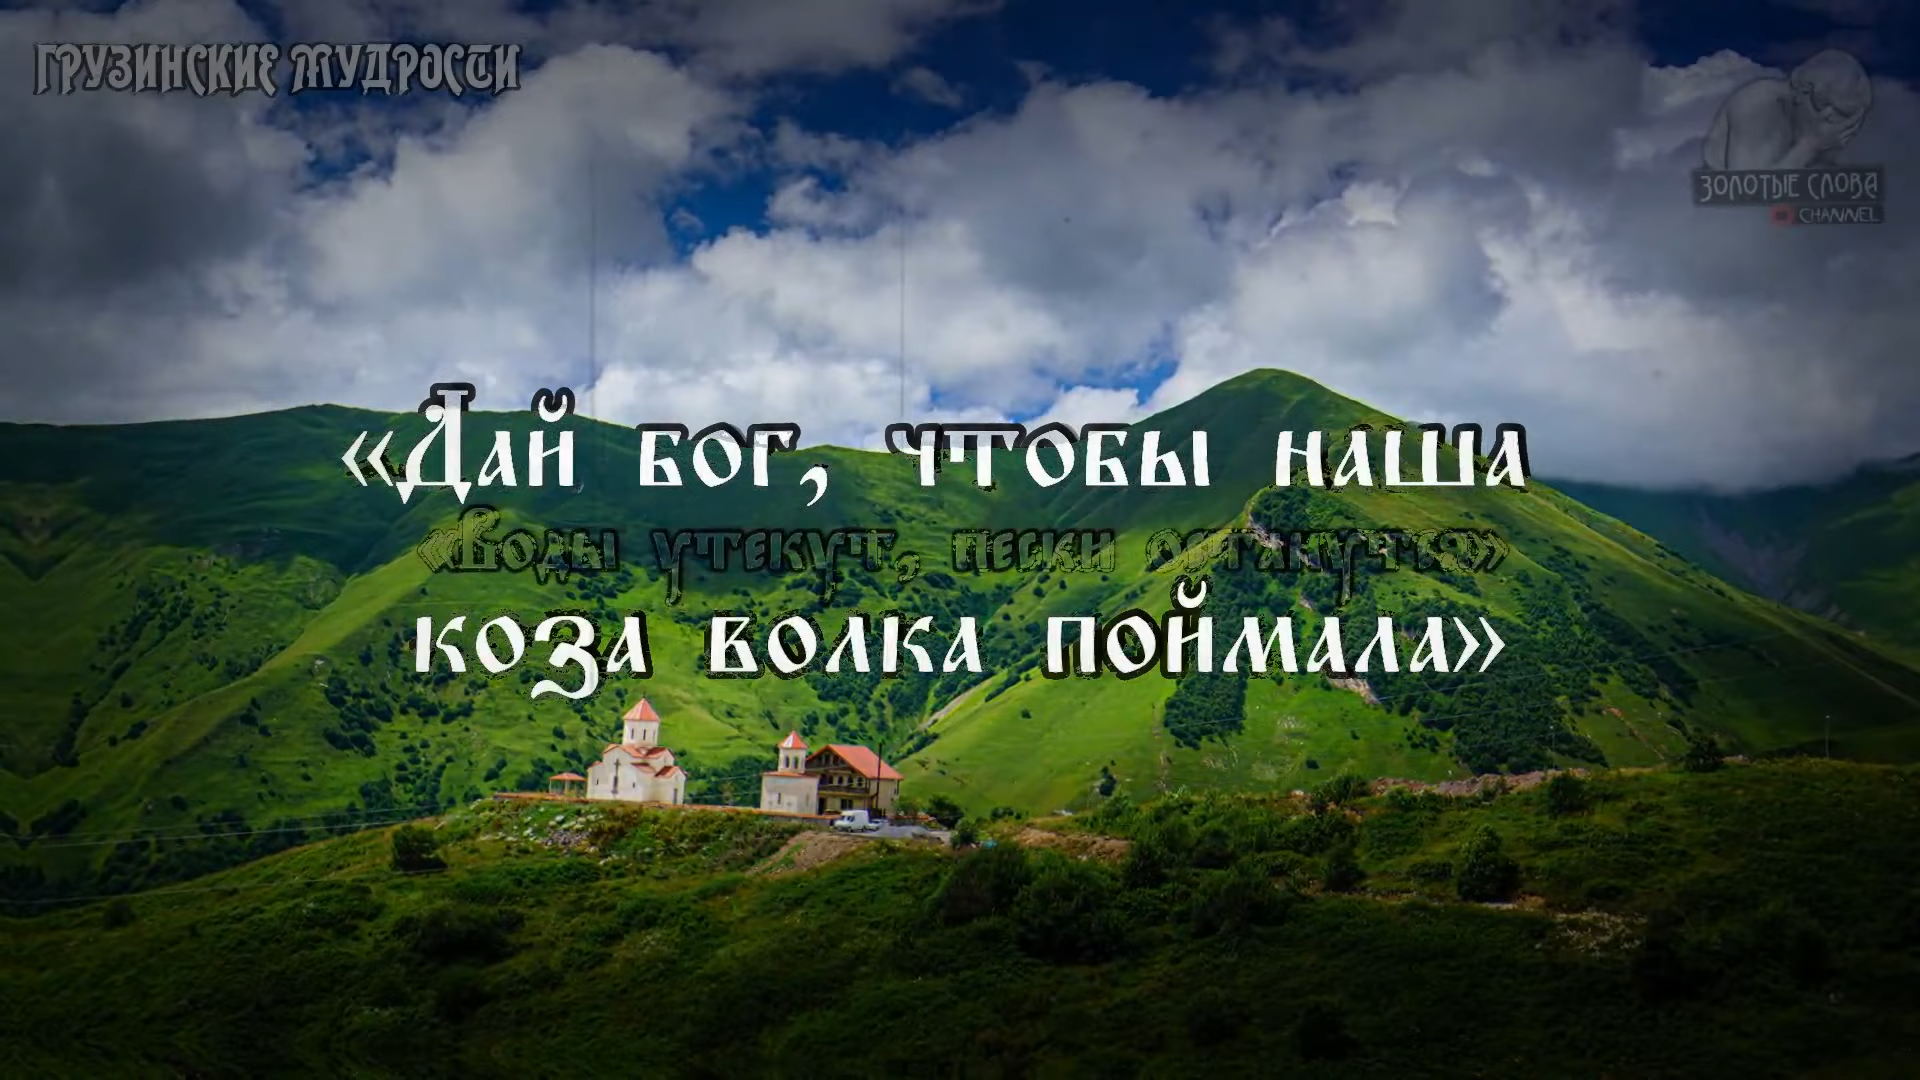 ГРУЗИНСКИЕ МУДРОСТИ
ЗОЛОТЫЕ СЛОВА
CHANNEL
«Дай бог, чтобы наша
«Воды утекут, пески останутся»
коза волка поймала»